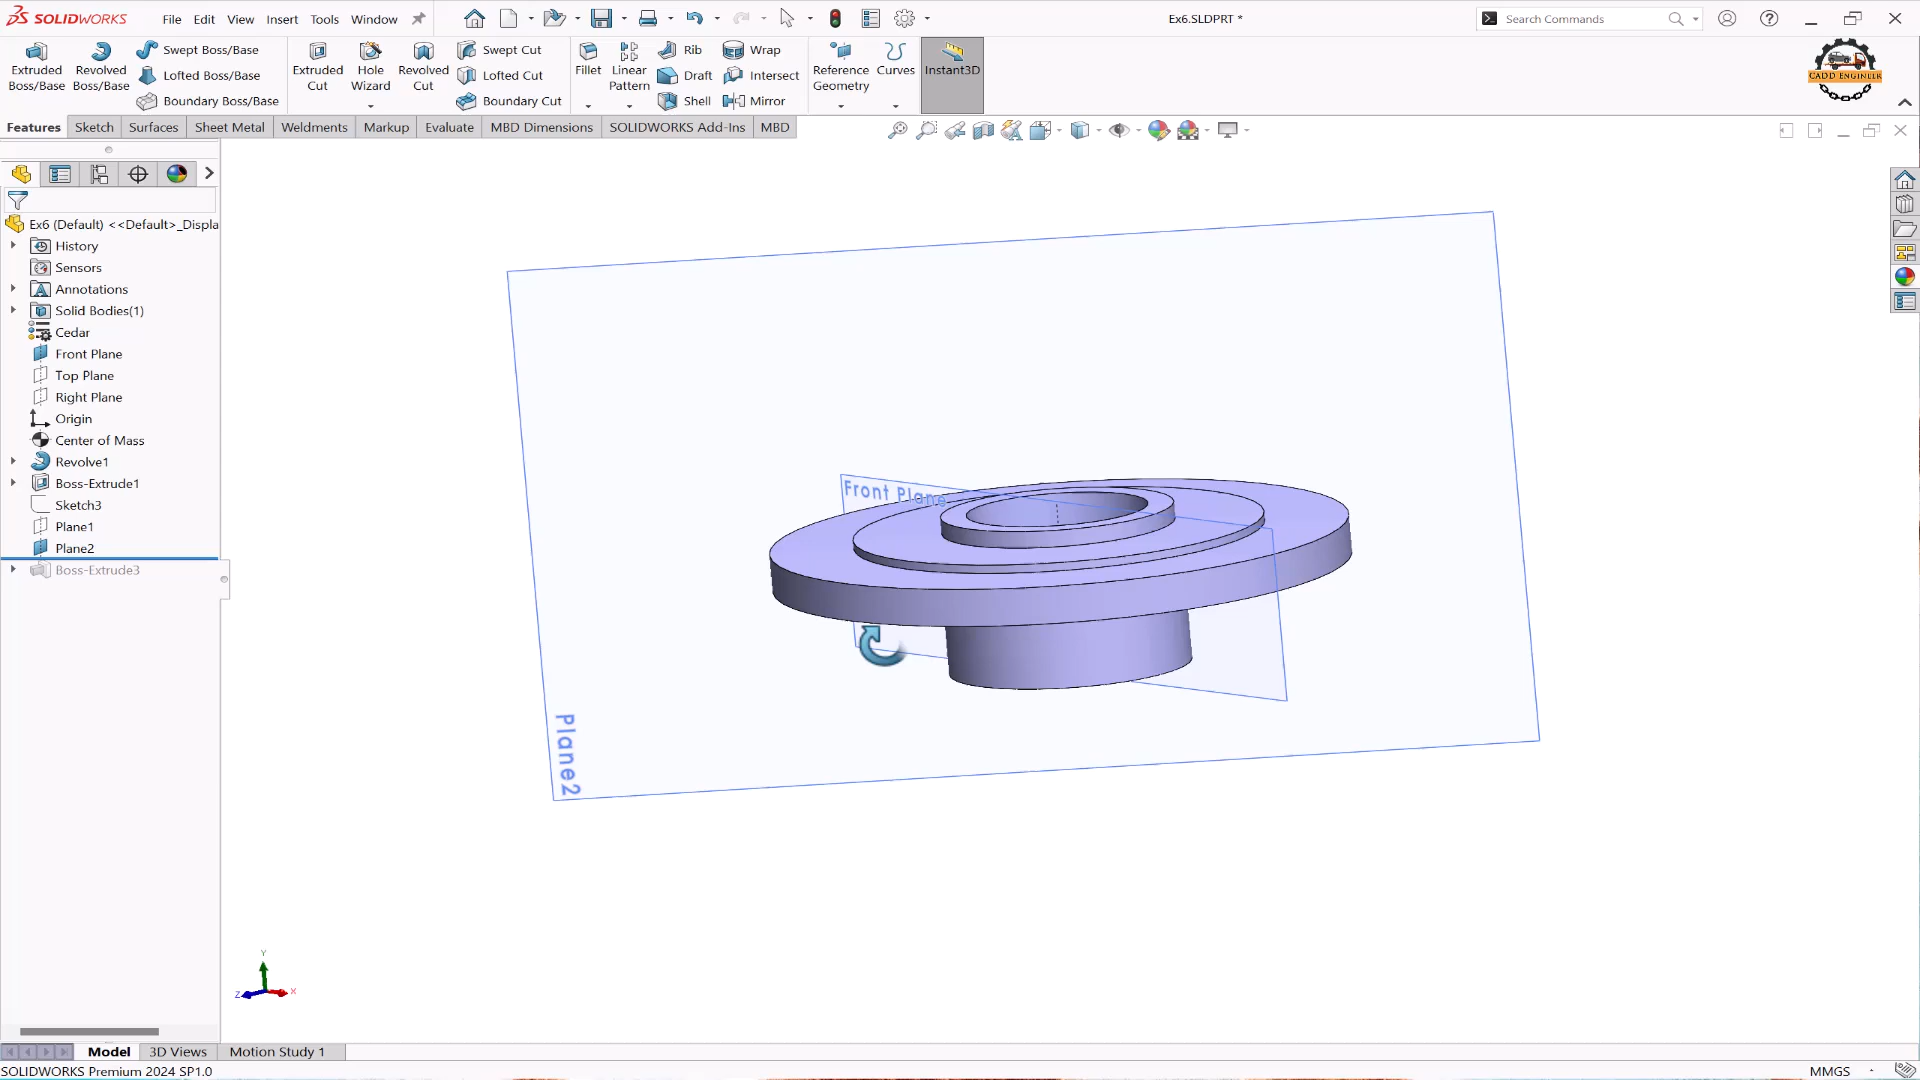 SOLIDWORKS File Edit View Insert Tools Window Ex6.SLDPRT * Search Commands
Extruded Boss/Base
Revolved Boss/Base
Swept Boss/Base
Lofted Boss/Base
Boundary Boss/Base
Extruded Cut
Hole Wizard
Revolved Cut
Swept Cut
Lofted Cut
Boundary Cut
Fillet
Linear Pattern
Rib
Draft
Shell
Wrap
Intersect
Mirror
Reference Geometry
Curves
Instant3D
CADD ENGINEER
Features Sketch Surfaces Sheet Metal Weldments Markup Evaluate MBD Dimensions SOLIDWORKS Add-Ins MBD
Ex6 (Default) <<Default>_Displa
History
Sensors
Annotations
Solid Bodies(1)
Cedar
Front Plane
Top Plane
Right Plane
Origin
Center of Mass
Revolve1
Boss-Extrude1
Sketch3
Plane1
Plane2
Boss-Extrude3
Front Plane
Plane2
Y
Z
X
Model 3D Views Motion Study 1
SOLIDWORKS Premium 2024 SP1.0 MMGS